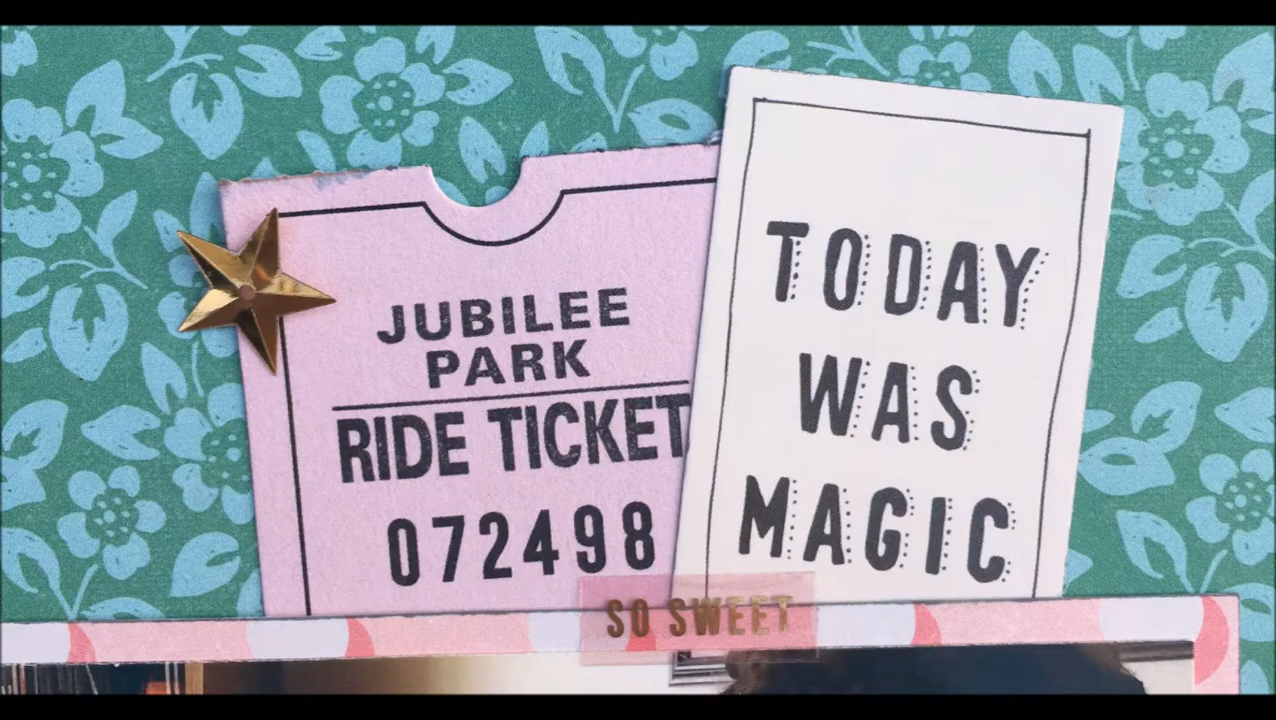 JUBILEE
PARK
RIDE TICKET
072498
TODAY
WAS
MAGIC
SO SWEET